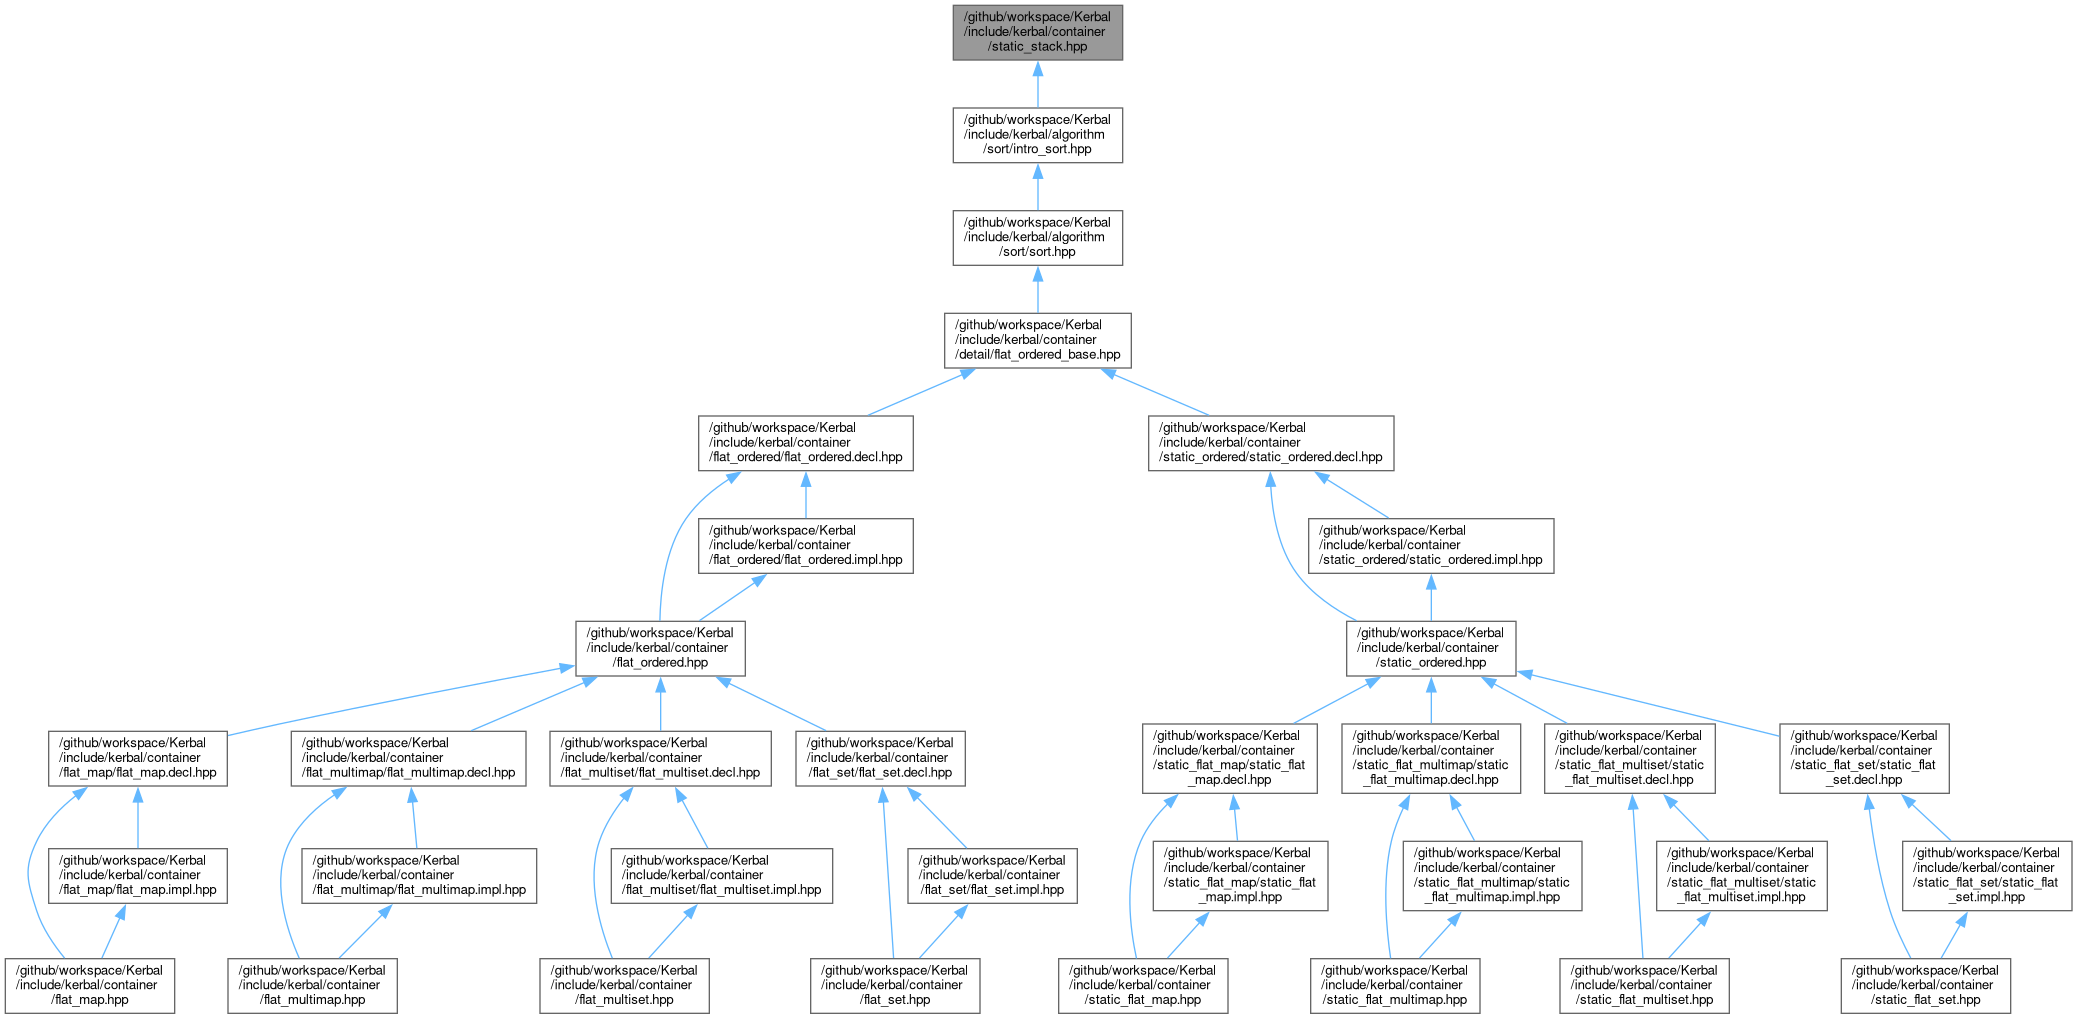 /github/workspace/Kerbal
/include/kerbal/container
/static_stack.hpp
/github/workspace/Kerbal
/include/kerbal/algorithm
/sort/intro_sort.hpp
/github/workspace/Kerbal
/include/kerbal/algorithm
/sort/sort.hpp
/github/workspace/Kerbal
/include/kerbal/container
/detail/flat_ordered_base.hpp
/github/workspace/Kerbal
/include/kerbal/container
/flat_ordered/flat_ordered.decl.hpp
/github/workspace/Kerbal
/include/kerbal/container
/static_ordered/static_ordered.decl.hpp
/github/workspace/Kerbal
/include/kerbal/container
/flat_ordered/flat_ordered.impl.hpp
/github/workspace/Kerbal
/include/kerbal/container
/static_ordered/static_ordered.impl.hpp
/github/workspace/Kerbal
/include/kerbal/container
/flat_ordered.hpp
/github/workspace/Kerbal
/include/kerbal/container
/static_ordered.hpp
/github/workspace/Kerbal
/include/kerbal/container
/flat_map/flat_map.decl.hpp
/github/workspace/Kerbal
/include/kerbal/container
/flat_multimap/flat_multimap.decl.hpp
/github/workspace/Kerbal
/include/kerbal/container
/flat_multiset/flat_multiset.decl.hpp
/github/workspace/Kerbal
/include/kerbal/container
/flat_set/flat_set.decl.hpp
/github/workspace/Kerbal
/include/kerbal/container
/static_flat_map/static_flat
_map.decl.hpp
/github/workspace/Kerbal
/include/kerbal/container
/static_flat_multimap/static
_flat_multimap.decl.hpp
/github/workspace/Kerbal
/include/kerbal/container
/static_flat_multiset/static
_flat_multiset.decl.hpp
/github/workspace/Kerbal
/include/kerbal/container
/static_flat_set/static_flat
_set.decl.hpp
/github/workspace/Kerbal
/include/kerbal/container
/flat_map/flat_map.impl.hpp
/github/workspace/Kerbal
/include/kerbal/container
/flat_multimap/flat_multimap.impl.hpp
/github/workspace/Kerbal
/include/kerbal/container
/flat_multiset/flat_multiset.impl.hpp
/github/workspace/Kerbal
/include/kerbal/container
/flat_set/flat_set.impl.hpp
/github/workspace/Kerbal
/include/kerbal/container
/static_flat_map/static_flat
_map.impl.hpp
/github/workspace/Kerbal
/include/kerbal/container
/static_flat_multimap/static
_flat_multimap.impl.hpp
/github/workspace/Kerbal
/include/kerbal/container
/static_flat_multiset/static
_flat_multiset.impl.hpp
/github/workspace/Kerbal
/include/kerbal/container
/static_flat_set/static_flat
_set.impl.hpp
/github/workspace/Kerbal
/include/kerbal/container
/flat_map.hpp
/github/workspace/Kerbal
/include/kerbal/container
/flat_multimap.hpp
/github/workspace/Kerbal
/include/kerbal/container
/flat_multiset.hpp
/github/workspace/Kerbal
/include/kerbal/container
/flat_set.hpp
/github/workspace/Kerbal
/include/kerbal/container
/static_flat_map.hpp
/github/workspace/Kerbal
/include/kerbal/container
/static_flat_multimap.hpp
/github/workspace/Kerbal
/include/kerbal/container
/static_flat_multiset.hpp
/github/workspace/Kerbal
/include/kerbal/container
/static_flat_set.hpp